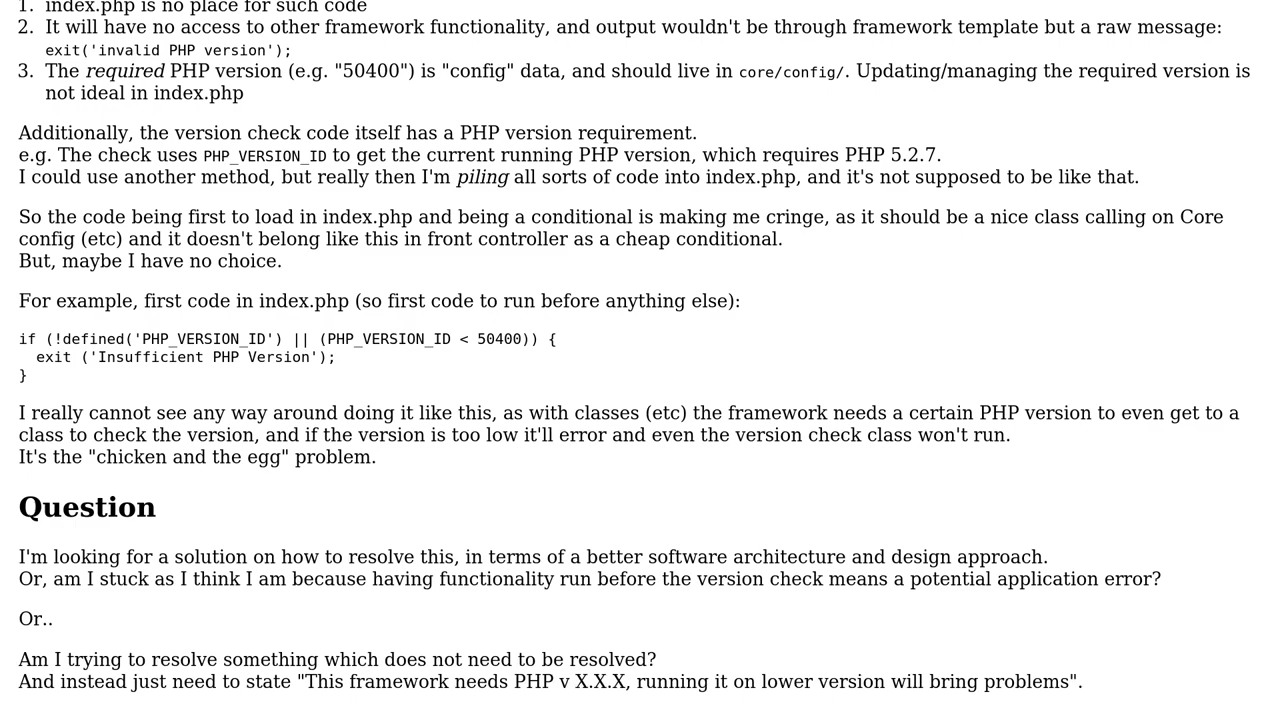 1. index.php is no place for such code
2. It will have no access to other framework functionality, and output wouldn't be through framework template but a raw message:
exit('invalid PHP version');
3. The required PHP version (e.g. "50400") is "config" data, and should live in core/config/. Updating/managing the required version is
not ideal in index.php
Additionally, the version check code itself has a PHP version requirement.
e.g. The check uses PHP_VERSION_ID to get the current running PHP version, which requires PHP 5.2.7.
I could use another method, but really then I'm piling all sorts of code into index.php, and it's not supposed to be like that.
So the code being first to load in index.php and being a conditional is making me cringe, as it should be a nice class calling on Core
config (etc) and it doesn't belong like this in front controller as a cheap conditional.
But, maybe I have no choice.
For example, first code in index.php (so first code to run before anything else):
if (!defined('PHP_VERSION_ID') || (PHP_VERSION_ID < 50400)) {
  exit ('Insufficient PHP Version');
}
I really cannot see any way around doing it like this, as with classes (etc) the framework needs a certain PHP version to even get to a
class to check the version, and if the version is too low it'll error and even the version check class won't run.
It's the "chicken and the egg" problem.
Question
I'm looking for a solution on how to resolve this, in terms of a better software architecture and design approach.
Or, am I stuck as I think I am because having functionality run before the version check means a potential application error?
Or..
Am I trying to resolve something which does not need to be resolved?
And instead just need to state "This framework needs PHP v X.X.X, running it on lower version will bring problems".